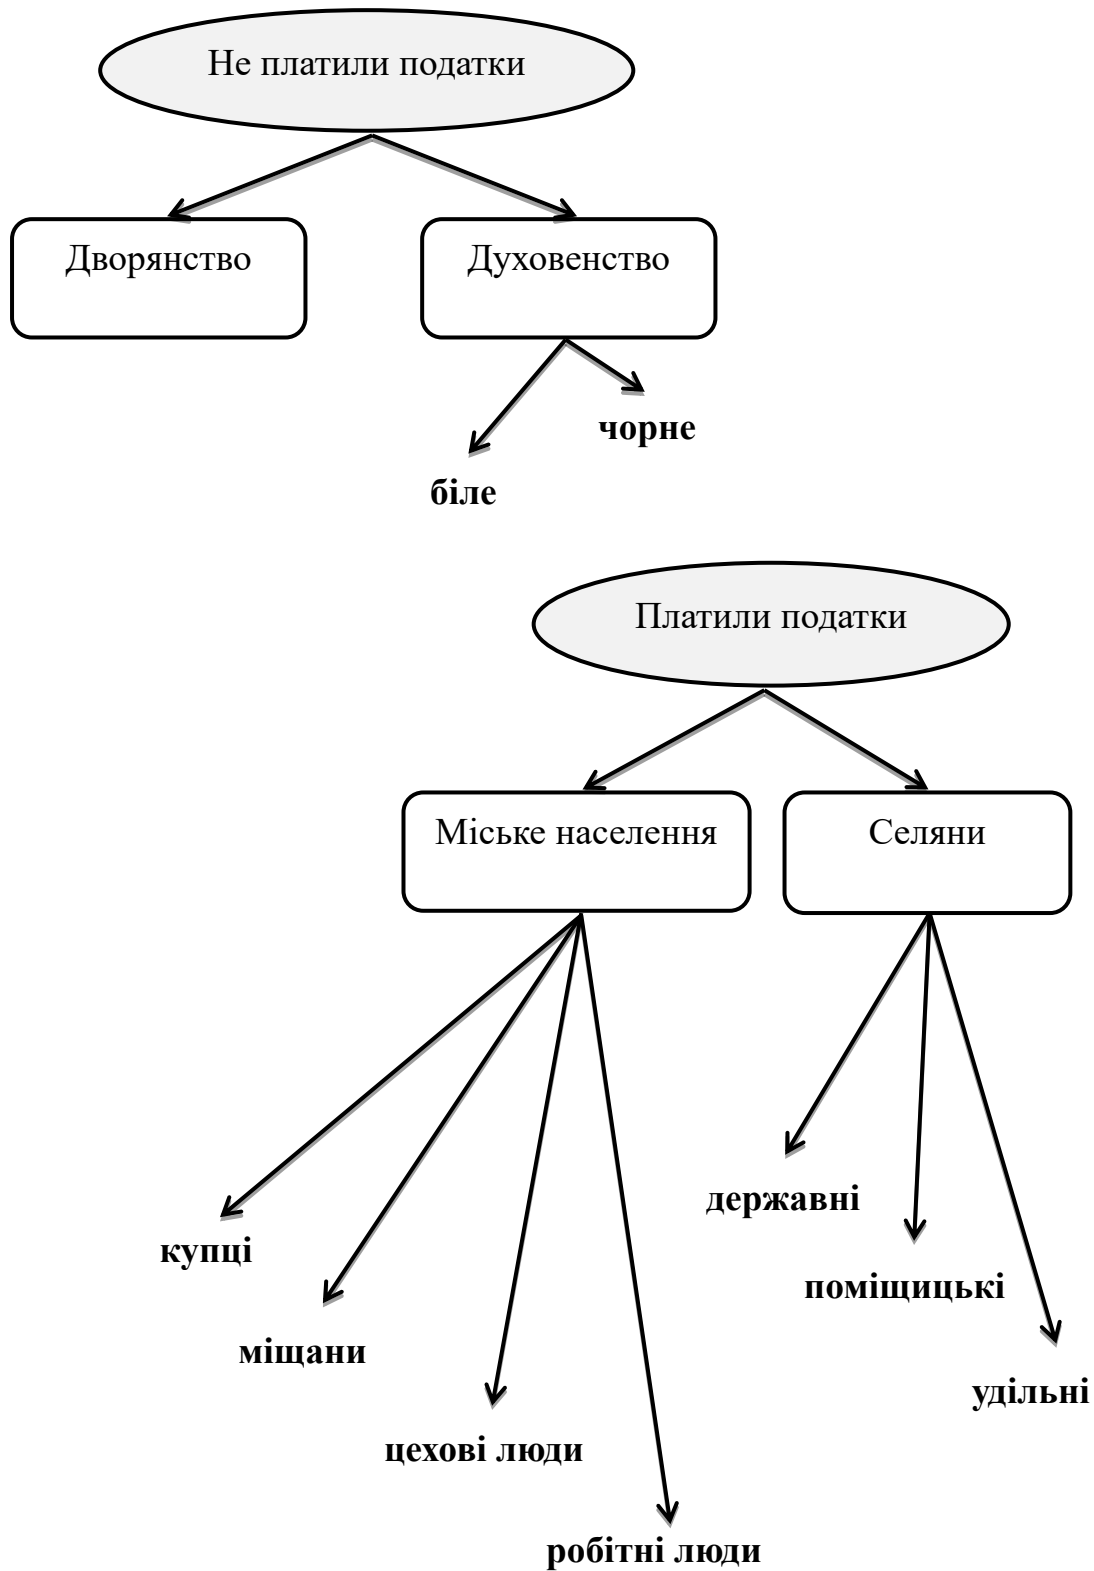 Не платили податки
Дворянство
Духовенство
чорне
біле
Платили податки
Міське населення
Селяни
державні
купці
поміщицькі
міщани
удільні
цехові люди
робітні люди